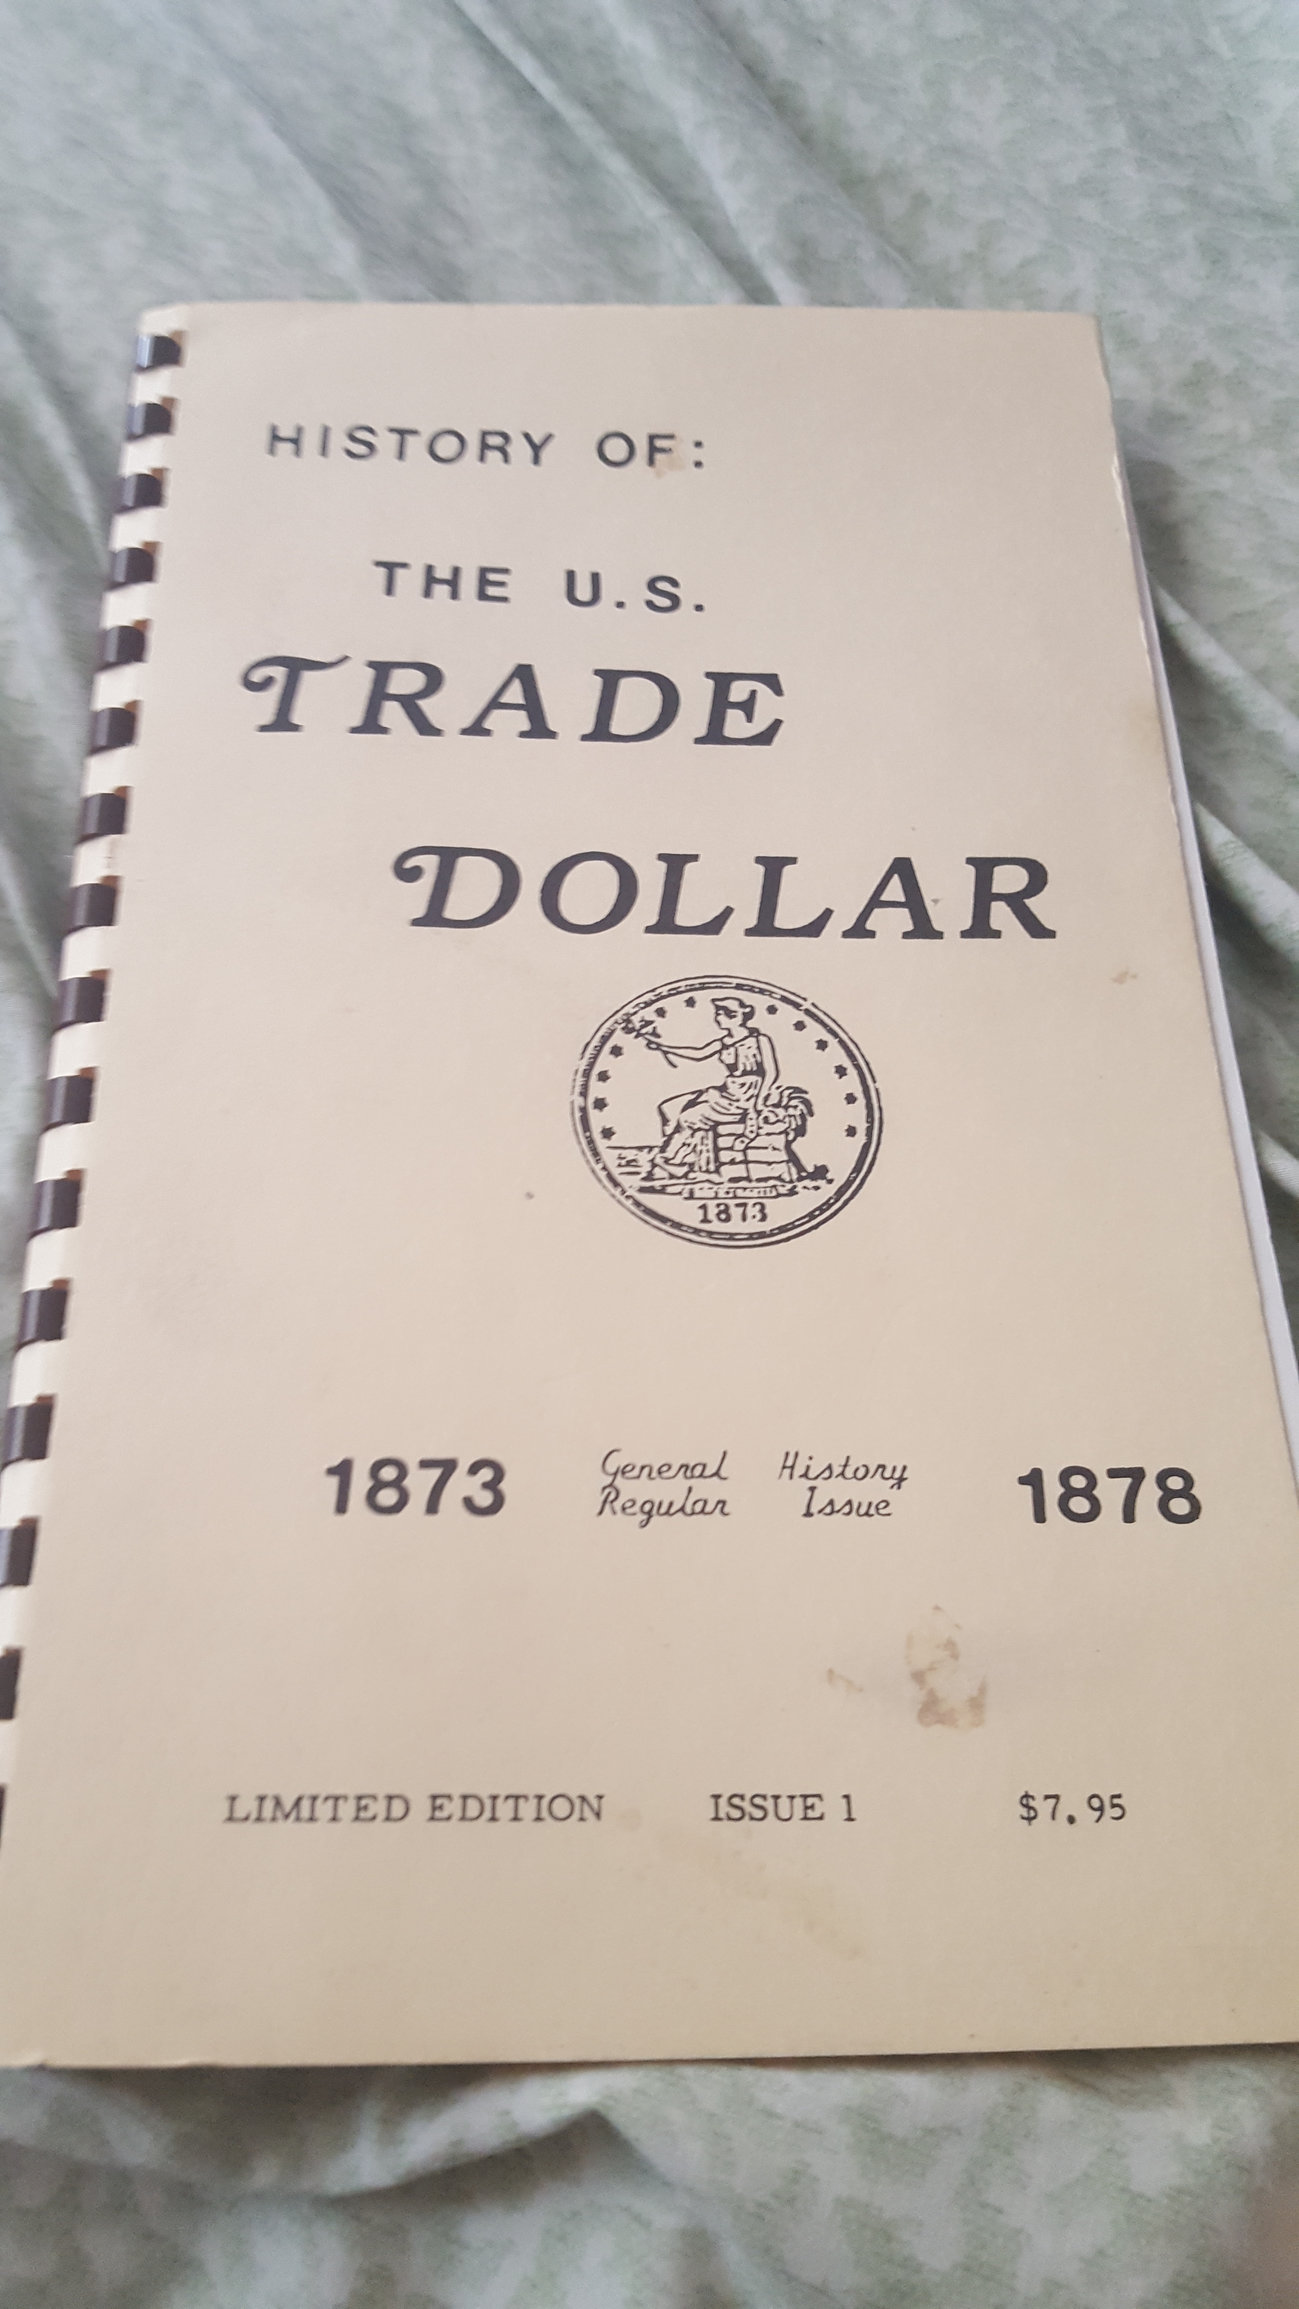 HISTORY OF:
THE U.S.
TRADE
DOLLAR
1873
1873 General History 1878
Regular Issue
LIMITED EDITION ISSUE 1 $7.95